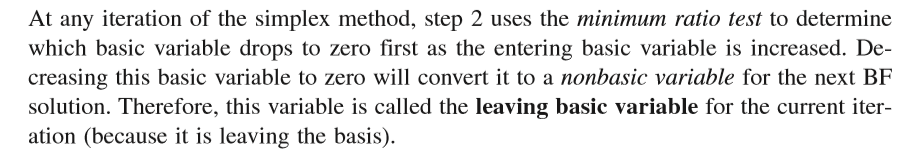 At any iteration of the simplex method, step 2 uses the minimum ratio test to determine
which basic variable drops to zero first as the entering basic variable is increased. De-
creasing this basic variable to zero will convert it to a nonbasic variable for the next BF
solution. Therefore, this variable is called the leaving basic variable for the current iter-
ation (because it is leaving the basis).